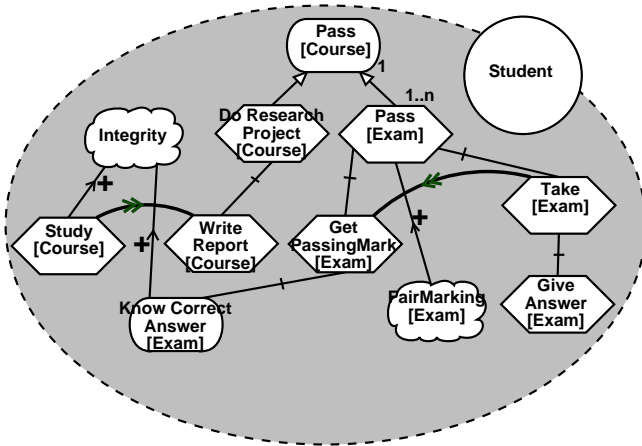 Pass
[Course]
1
Student
1..n
Do Research
Project
[Course]
Pass
[Exam]
Integrity
+
Take
[Exam]
+
Study
[Course]
Write
Report
[Course]
Get
PassingMark
[Exam]
+
Know Correct
Answer
[Exam]
FairMarking
[Exam]
Give
Answer
[Exam]